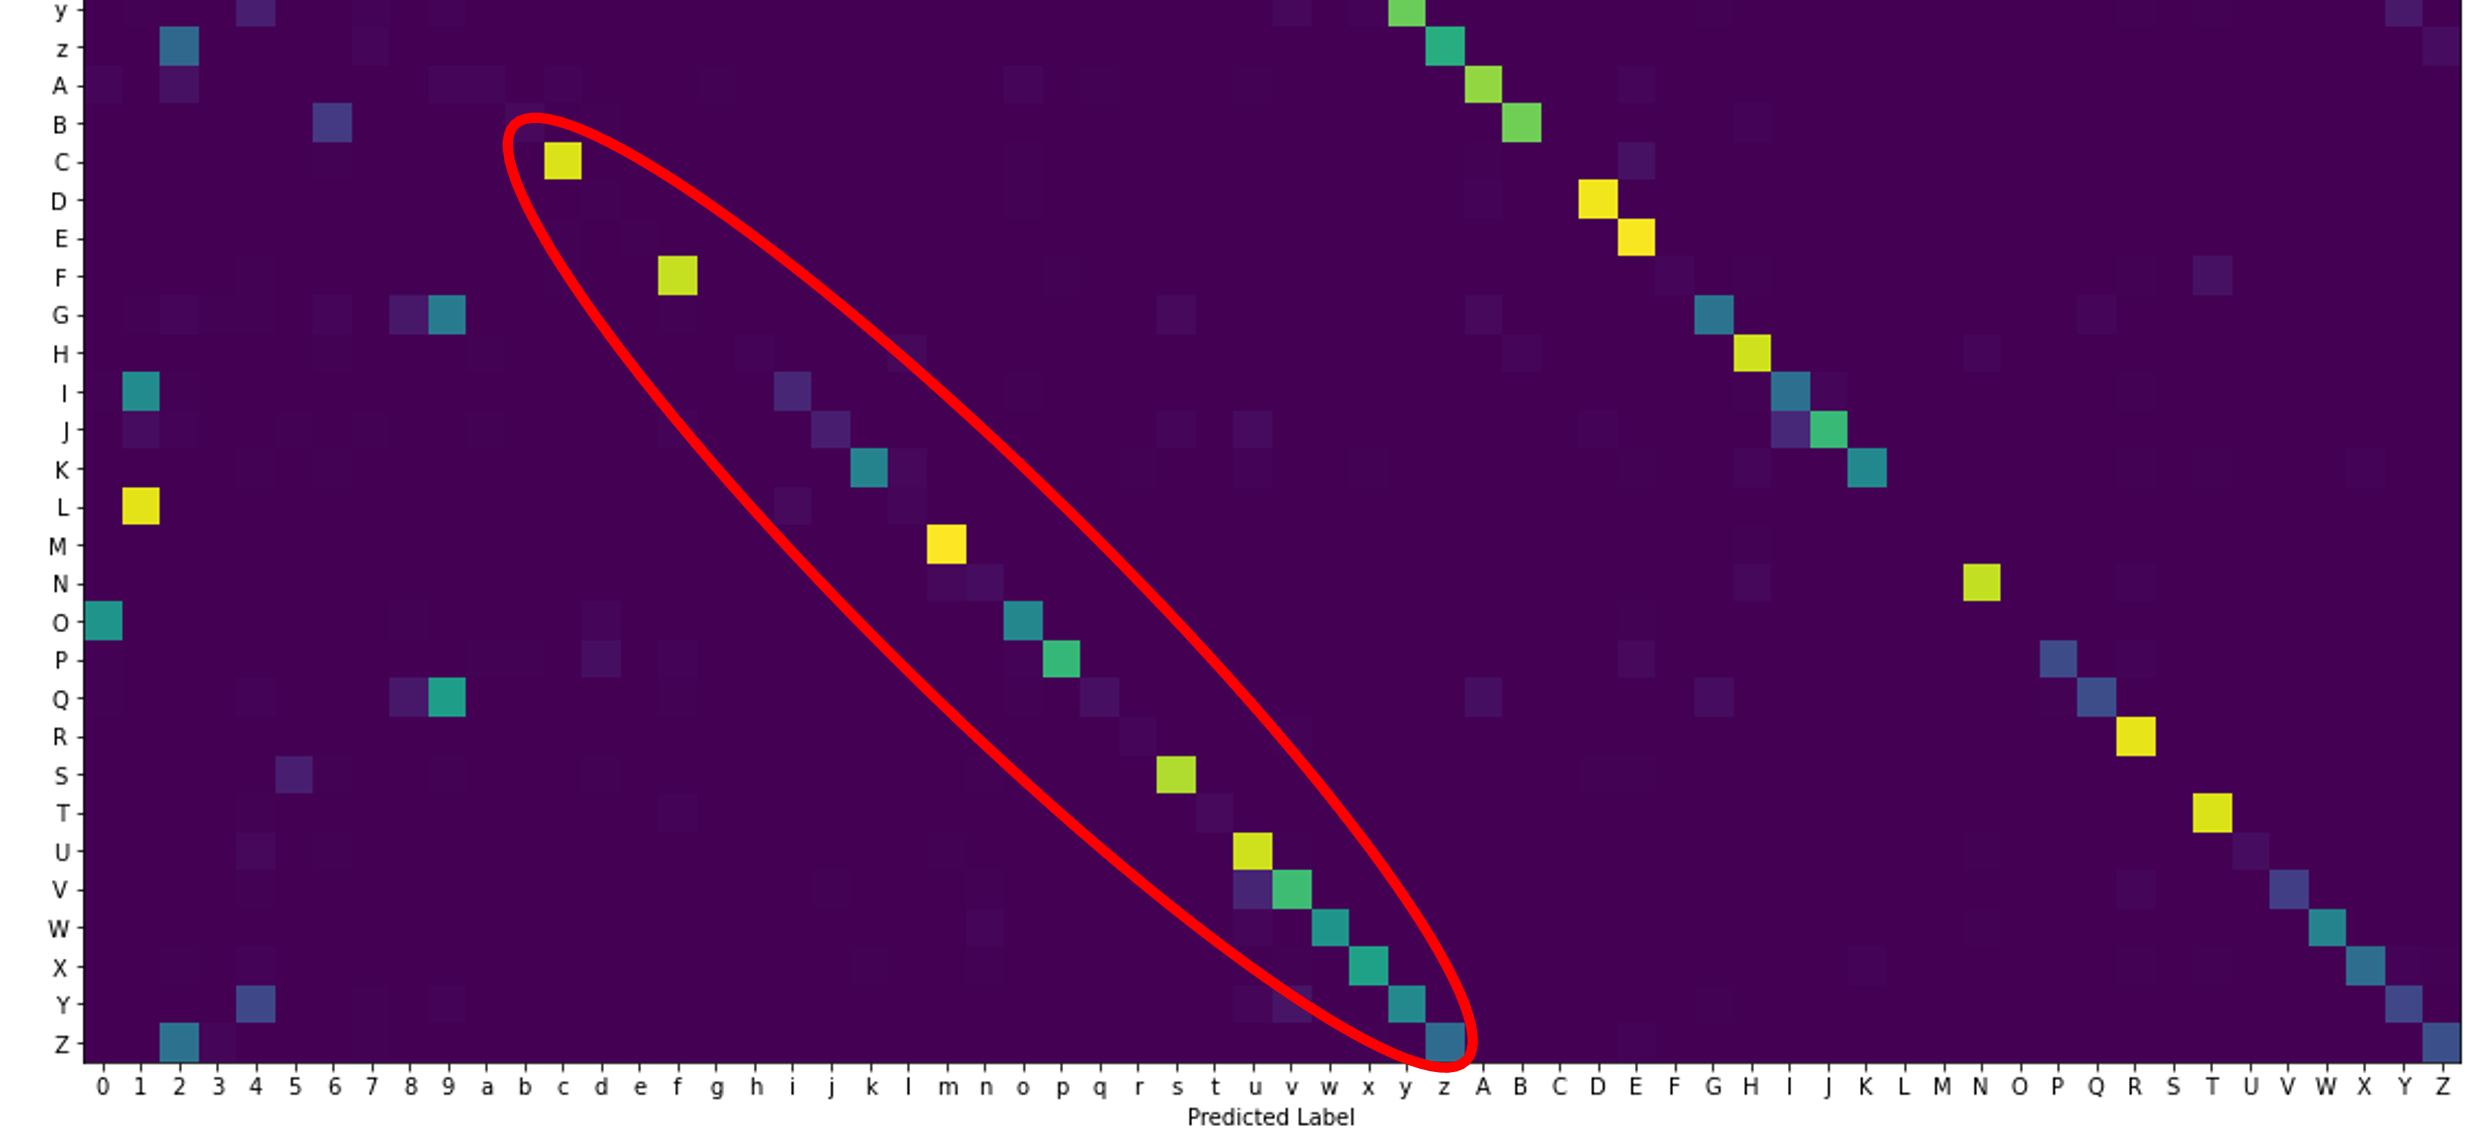 y
z
A
B
C
D
E
F
G
H
I
J
K
L
M
N
O
P
Q
R
S
T
U
V
W
X
Y
Z
0 1 2 3 4 5 6 7 8 9 a b c d e f g h i j k l m n o p q r s t u v w x y z A B C D E F G H I J K L M N O P Q R S T U V W X Y Z
Predicted Label